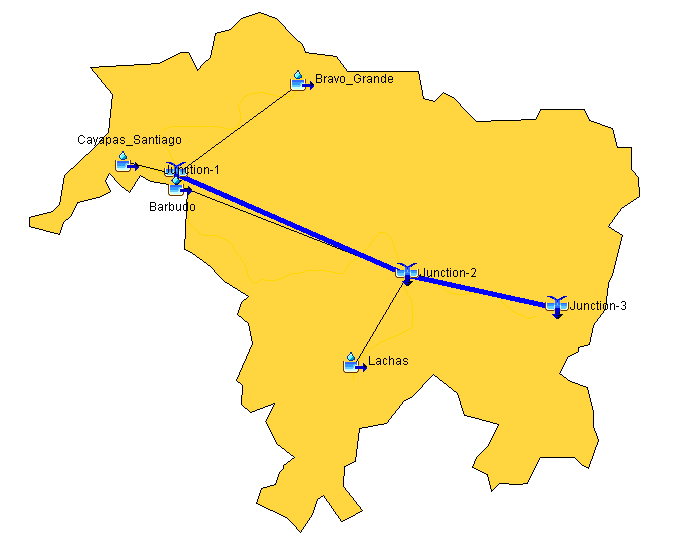 Bravo_Grande
Cayapas_Santiago
Junction-1
Barbudo
Junction-2
Junction-3
Lachas